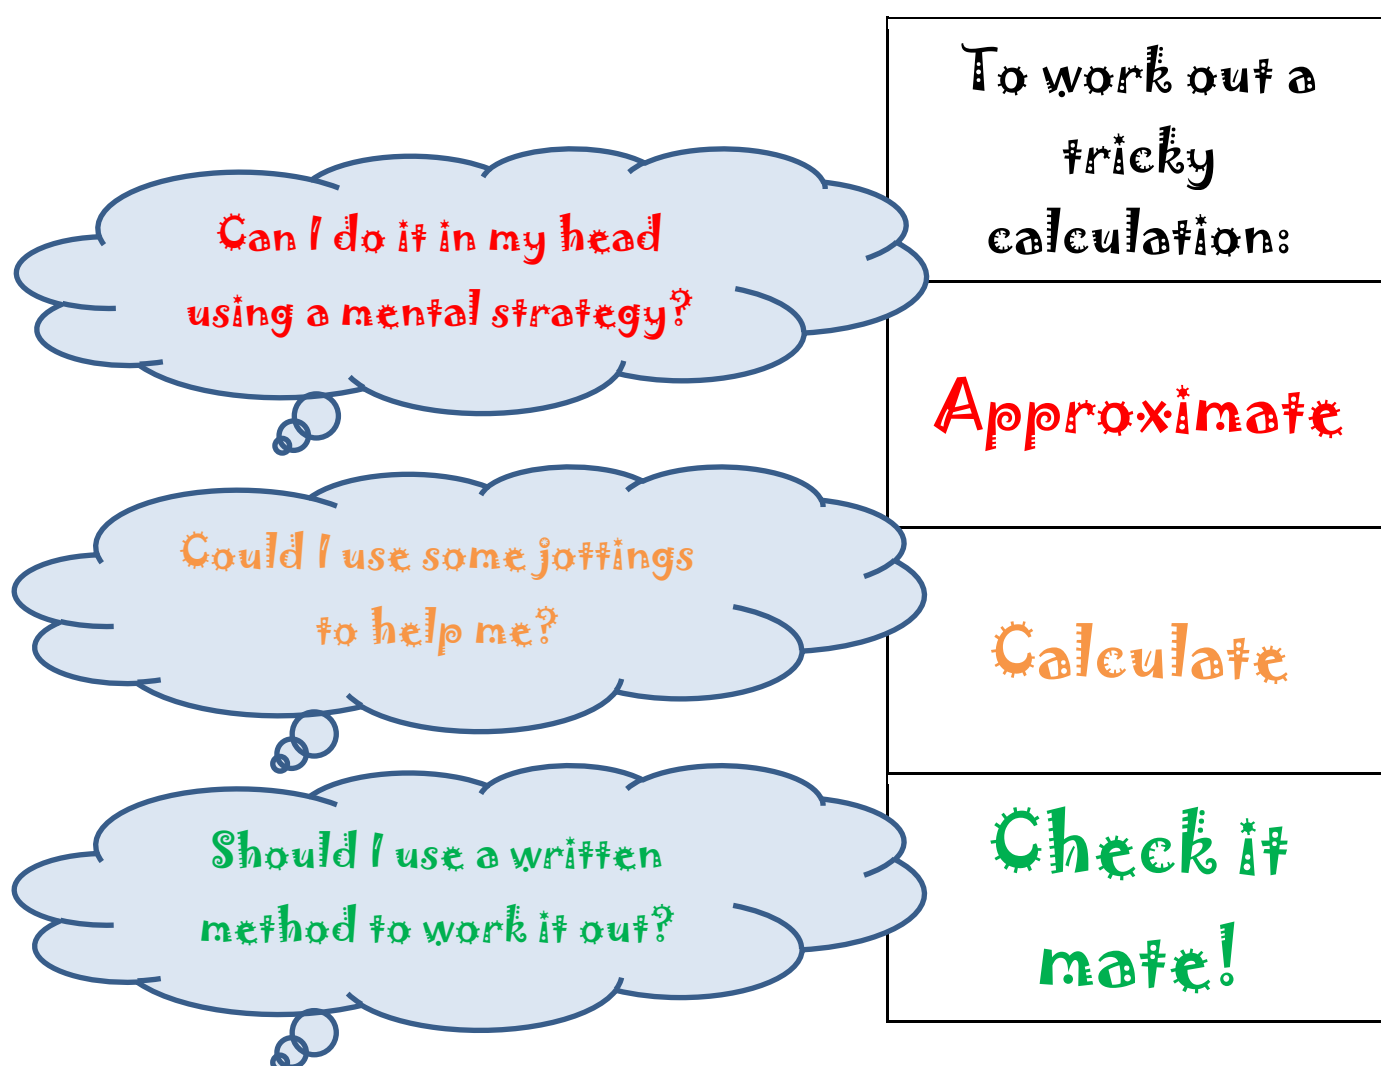 Can I do it in my head
using a mental strategy?
Could I use some jottings
to help me?
Should I use a written
method to work it out?
To work out a
tricky
calculation:
Approximate
Calculate
Check it
mate!